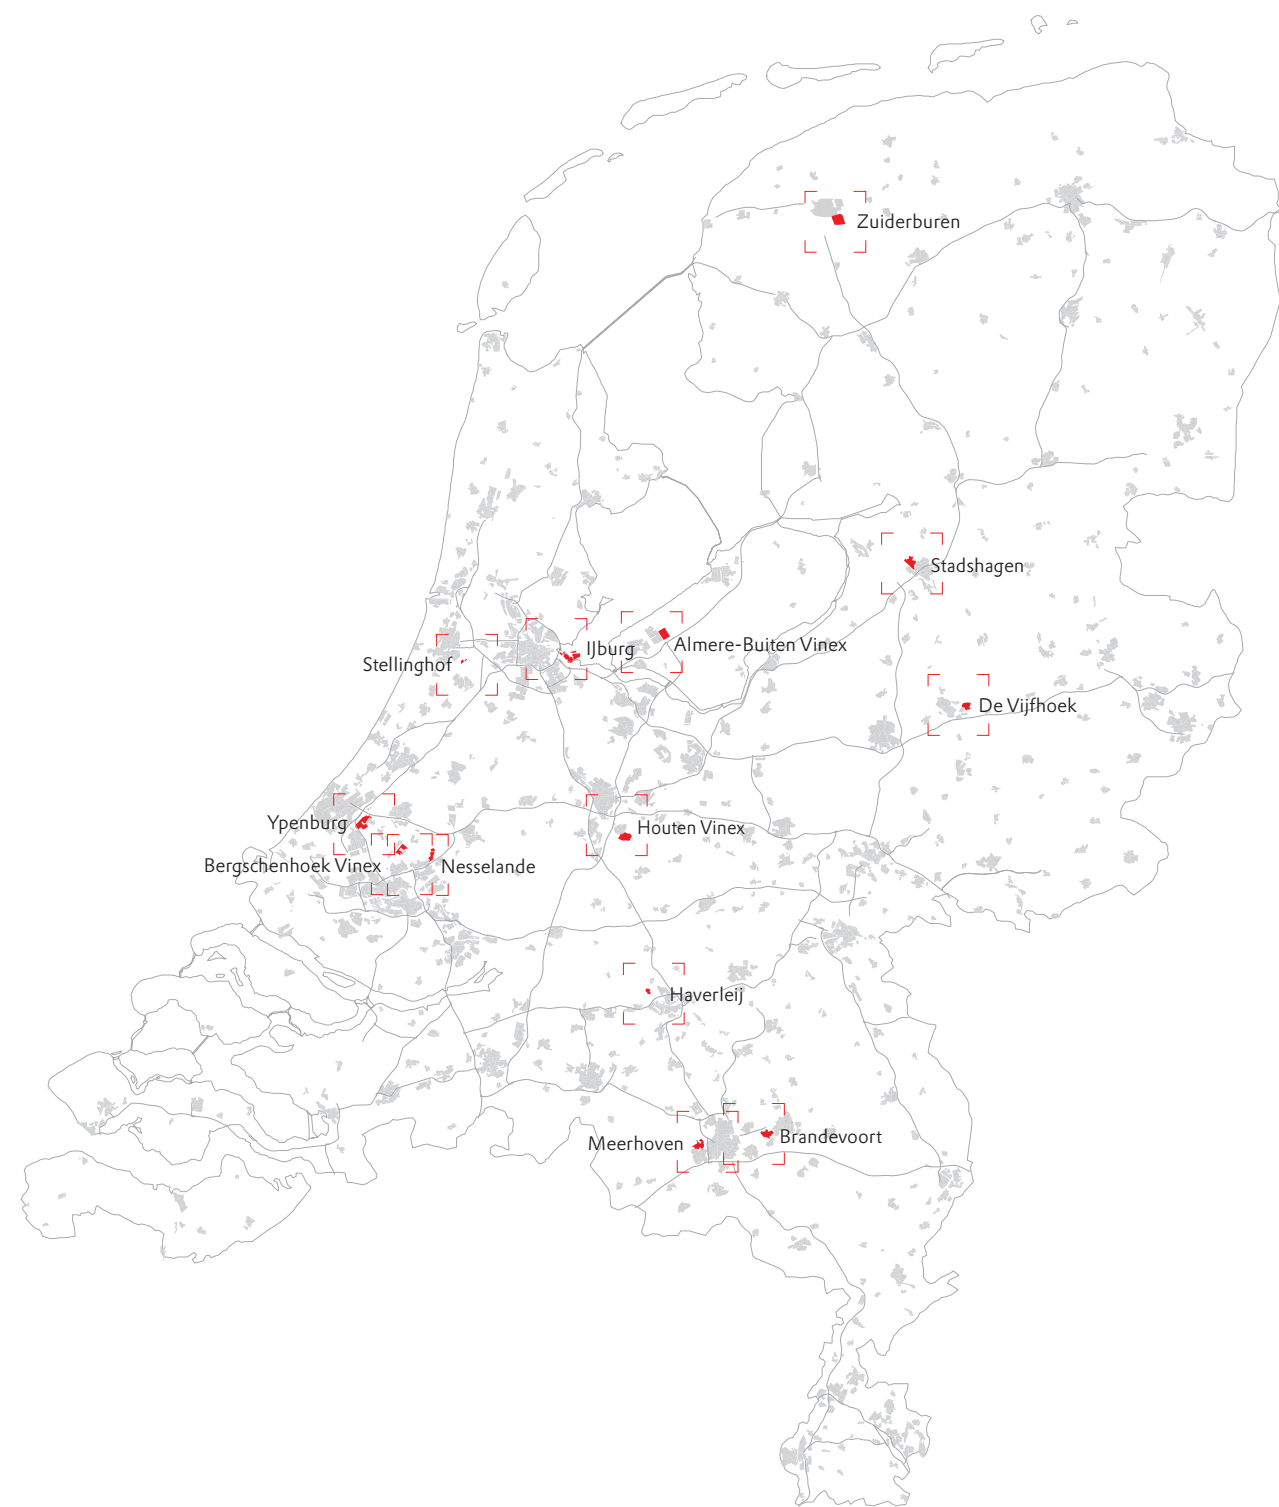 Zuiderburen
Stadshagen
IJburg
Almere-Buiten Vinex
Stellinghof
De Vijfhoek
Ypenburg
Houten Vinex
Bergschenhoek Vinex
Nesselande
Haverleij
Meerhoven
Brandevoort